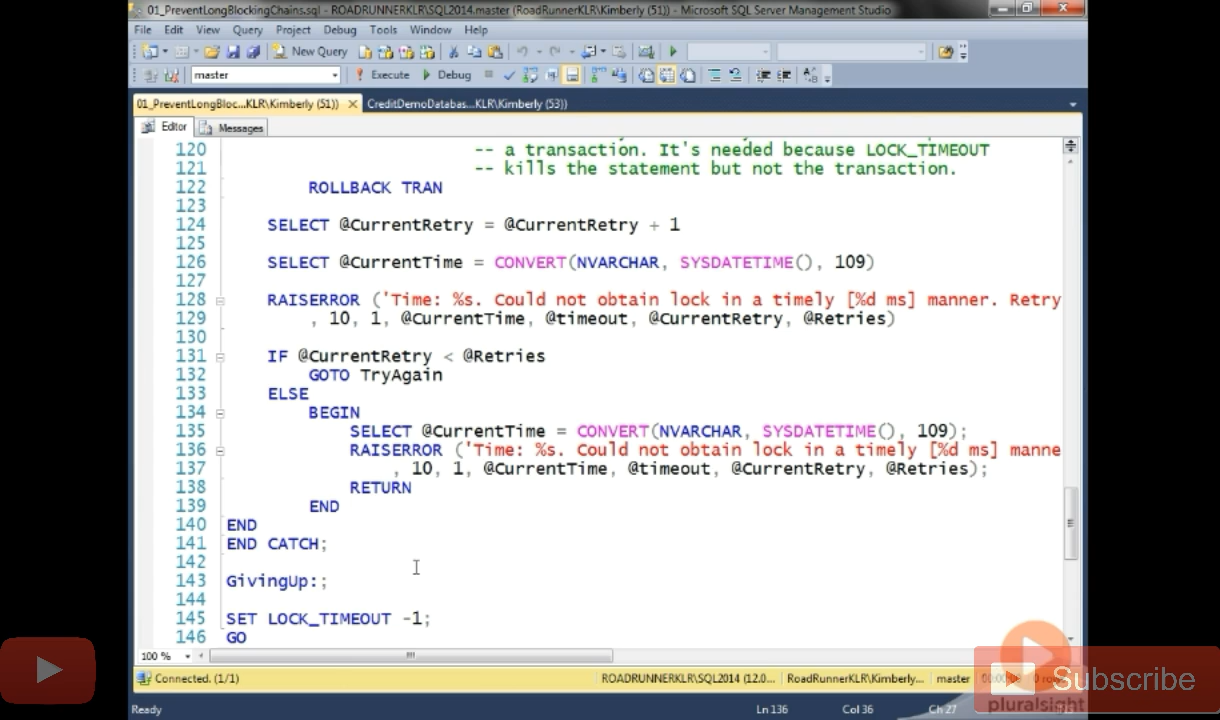 01_PreventLongBlockingChains.sql - ROADRUNNERKLR\SQL2014.master (RoadRunnerKLR\Kimberly (51)) - Microsoft SQL Server Management Studio
File Edit View Query Project Debug Tools Window Help
New Query
master Execute Debug
01_PreventLongBloc...KLR\Kimberly (51)) CreditDemoDatabas...KLR\Kimberly (53))
Editor Messages
120 -- a transaction. It's needed because LOCK_TIMEOUT
121 -- kills the statement but not the transaction.
122 ROLLBACK TRAN
123
124 SELECT @CurrentRetry = @CurrentRetry + 1
125
126 SELECT @CurrentTime = CONVERT(NVARCHAR, SYSDATETIME(), 109)
127
128 RAISERROR ('Time: %s. Could not obtain lock in a timely [%d ms] manner. Retry
129 , 10, 1, @CurrentTime, @timeout, @CurrentRetry, @Retries)
130
131 IF @CurrentRetry < @Retries
132 GOTO TryAgain
133 ELSE
134 BEGIN
135 SELECT @CurrentTime = CONVERT(NVARCHAR, SYSDATETIME(), 109);
136 RAISERROR ('Time: %s. Could not obtain lock in a timely [%d ms] manne
137 , 10, 1, @CurrentTime, @timeout, @CurrentRetry, @Retries);
138 RETURN
139 END
140 END
141 END CATCH;
142
143 GivingUp:;
144
145 SET LOCK_TIMEOUT -1;
146 GO
100 %
Connected. (1/1) ROADRUNNERKLR\SQL2014 (12.0... RoadRunnerKLR\Kimberly... master
Subscribe
pluralsight
Ready Ln 136 Col 36 Ch 27